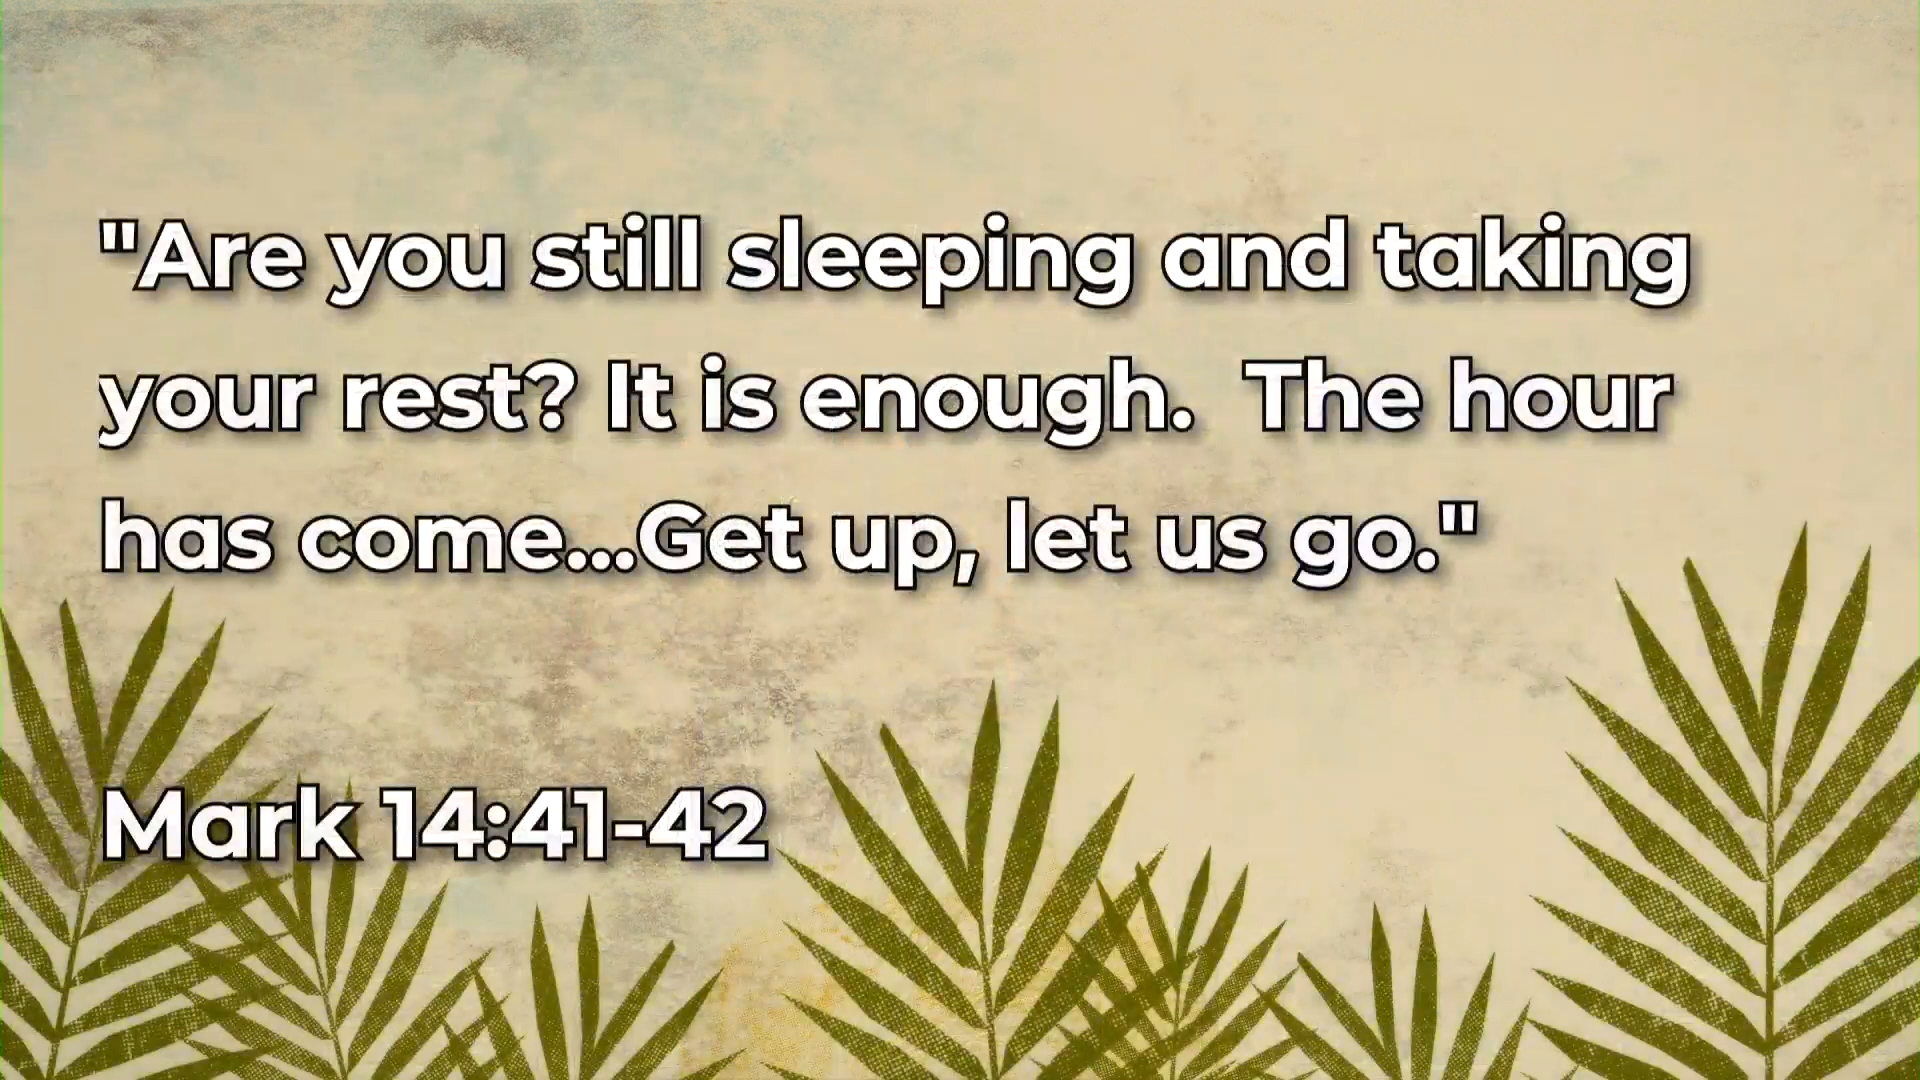 "Are you still sleeping and taking
your rest? It is enough.  The hour
has come...Get up, let us go."
Mark 14:41-42